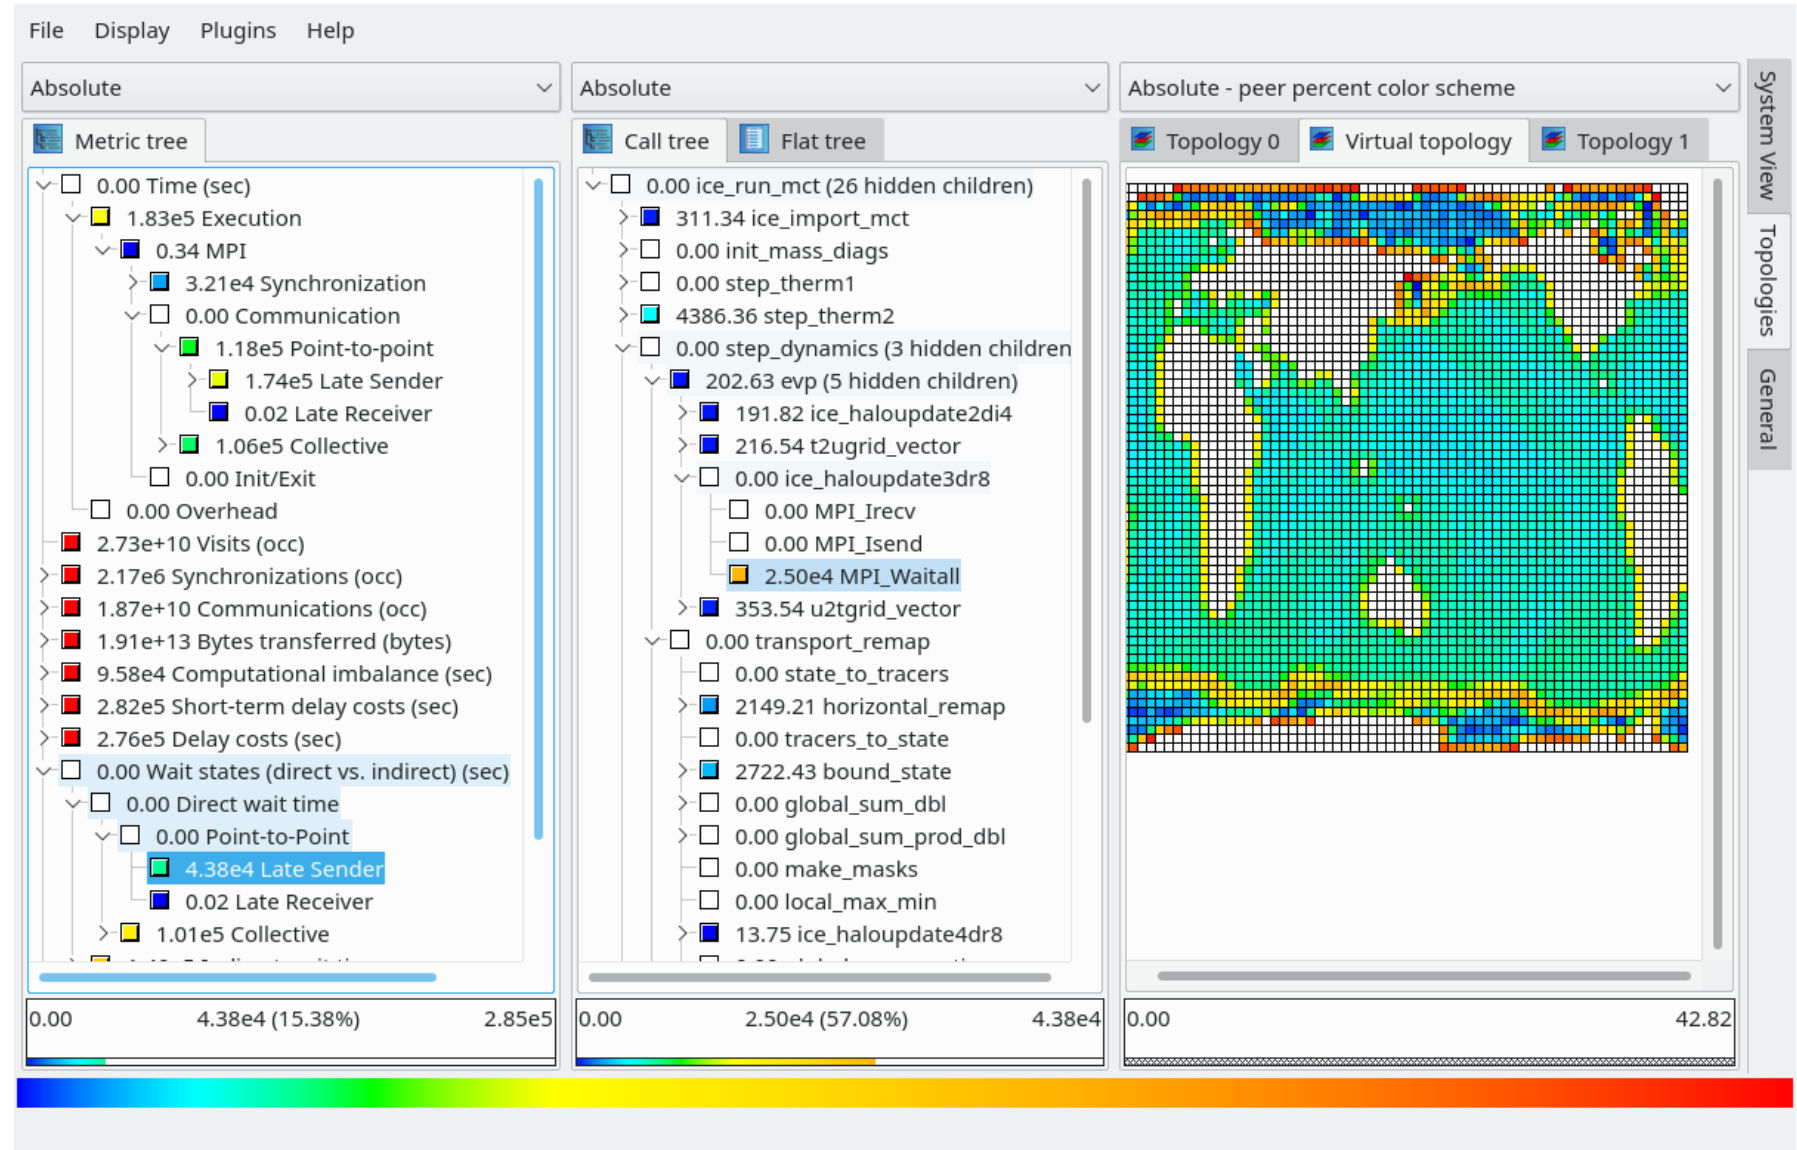 File Display Plugins Help
Absolute
Absolute
Absolute - peer percent color scheme
Metric tree
Call tree Flat tree
Topology 0 Virtual topology Topology 1
0.00 Time (sec)
1.83e5 Execution
0.34 MPI
3.21e4 Synchronization
0.00 Communication
1.18e5 Point-to-point
1.74e5 Late Sender
0.02 Late Receiver
1.06e5 Collective
0.00 Init/Exit
0.00 Overhead
2.73e+10 Visits (occ)
2.17e6 Synchronizations (occ)
1.87e+10 Communications (occ)
1.91e+13 Bytes transferred (bytes)
9.58e4 Computational imbalance (sec)
2.82e5 Short-term delay costs (sec)
2.76e5 Delay costs (sec)
0.00 Wait states (direct vs. indirect) (sec)
0.00 Direct wait time
0.00 Point-to-Point
4.38e4 Late Sender
0.02 Late Receiver
1.01e5 Collective
0.00 4.38e4 (15.38%) 2.85e5
0.00 ice_run_mct (26 hidden children)
311.34 ice_import_mct
0.00 init_mass_diags
0.00 step_therm1
4386.36 step_therm2
0.00 step_dynamics (3 hidden children
202.63 evp (5 hidden children)
191.82 ice_haloupdate2di4
216.54 t2ugrid_vector
0.00 ice_haloupdate3dr8
0.00 MPI_Irecv
0.00 MPI_Isend
2.50e4 MPI_Waitall
353.54 u2tgrid_vector
0.00 transport_remap
0.00 state_to_tracers
2149.21 horizontal_remap
0.00 tracers_to_state
2722.43 bound_state
0.00 global_sum_dbl
0.00 global_sum_prod_dbl
0.00 make_masks
0.00 local_max_min
13.75 ice_haloupdate4dr8
0.00 2.50e4 (57.08%) 4.38e4
0.00 42.82
System View
Topologies
General